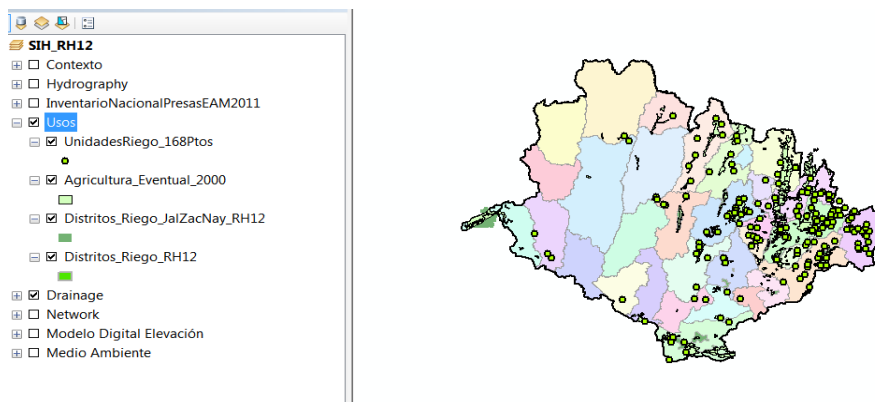 SIH_RH12
Contexto
Hydrography
InventarioNacionalPresasEAM2011
Usos
UnidadesRiego_168Ptos
Agricultura_Eventual_2000
Distritos_Riego_JalZacNay_RH12
Distritos_Riego_RH12
Drainage
Network
Modelo Digital Elevación
Medio Ambiente